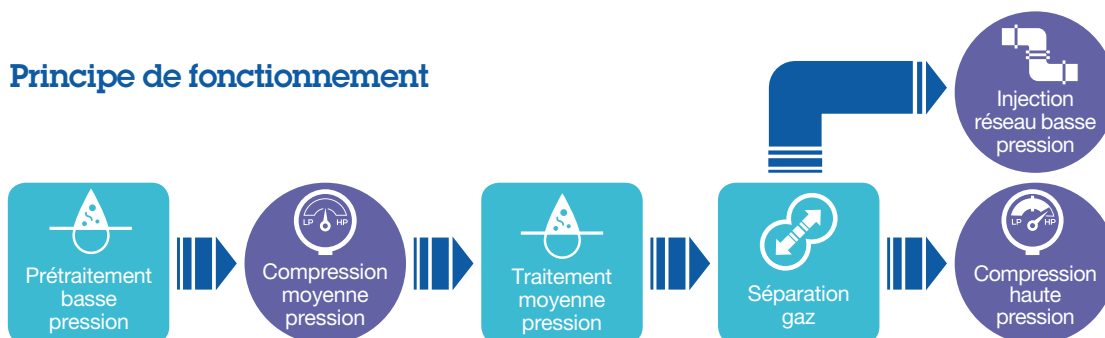 Principe de fonctionnement
Injection
réseau basse
pression
Prétraitement
basse
pression
LP HP
Compression
moyenne
pression
Traitement
moyenne
pression
Séparation
gaz
LP HP
Compression
haute
pression